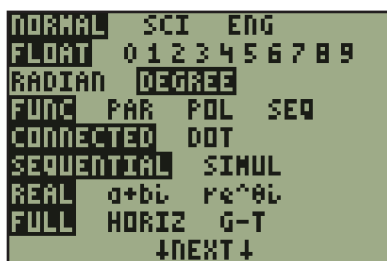 NORMAL SCI ENG
FLOAT 0 1 2 3 4 5 6 7 8 9
RADIAN DEGREE
FUNC PAR POL SEQ
CONNECTED DOT
SEQUENTIAL SIMUL
REAL a+bi re^θi
FULL HORIZ G-T
↓NEXT↓